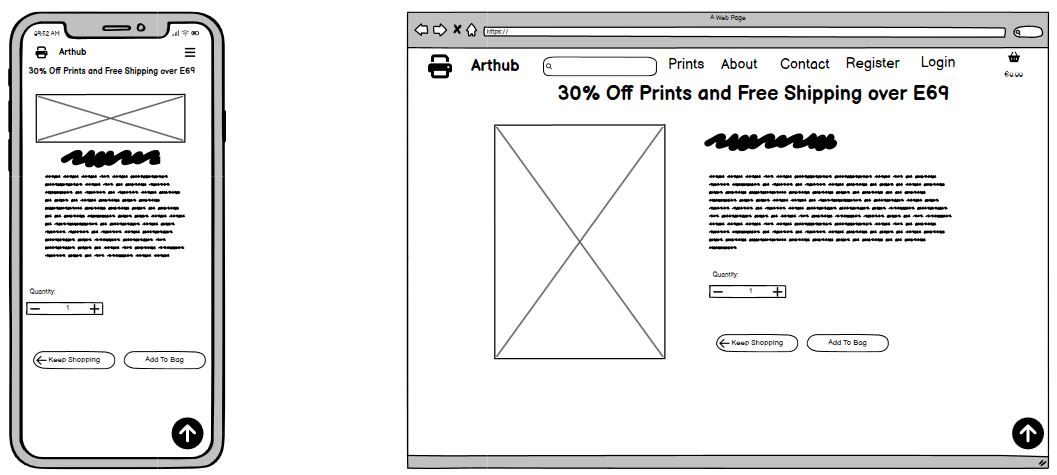 09:52 AM
Arthub
30% Off Prints and Free Shipping over E69
Quantity:
1
Keep Shopping
Add To Bag
A Web Page
https://
Arthub
Prints
About
Contact
Register
Login
€0.00
30% Off Prints and Free Shipping over E69
Quantity:
1
Keep Shopping
Add To Bag